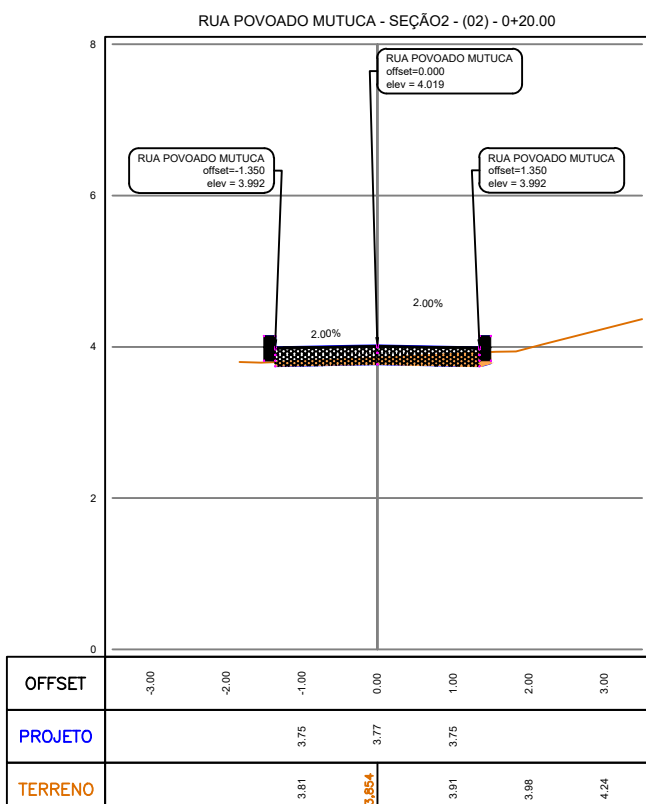 RUA POVOADO MUTUCA - SEÇÃO2 - (02) - 0+20.00
8
RUA POVOADO MUTUCA
offset=0.000
elev = 4.019
RUA POVOADO MUTUCA
offset=-1.350
elev = 3.992
RUA POVOADO MUTUCA
offset=1.350
elev = 3.992
6
2.00%
2.00%
4
2
0
OFFSET -3.00 -2.00 -1.00 0.00 1.00 2.00 3.00
PROJETO 3.75 3.77 3.75
TERRENO 3.81 3,854 3.91 3.98 4.24